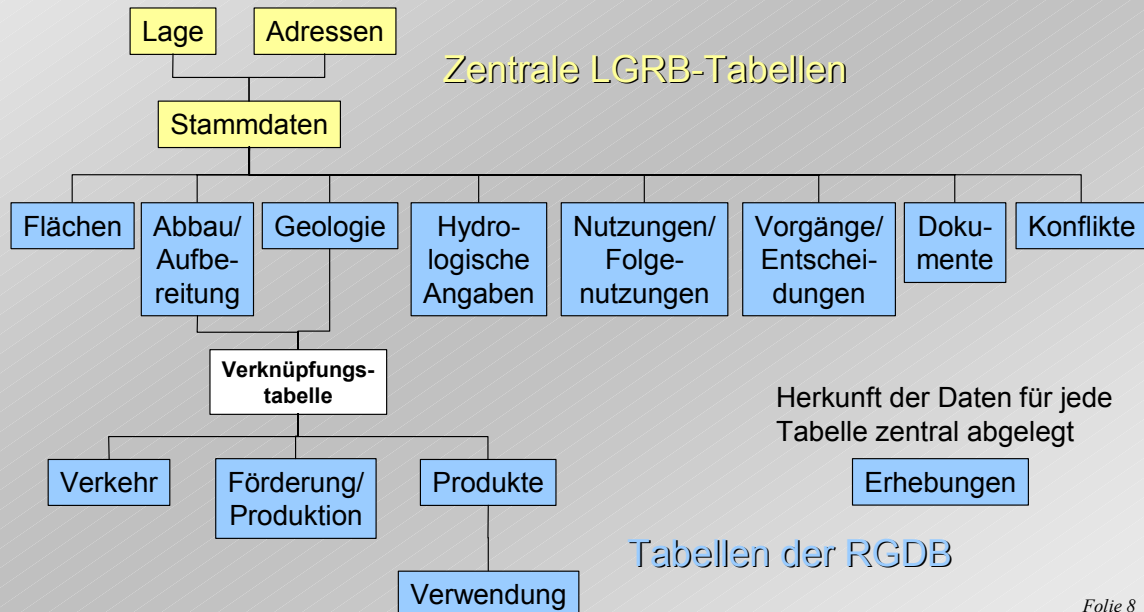 Lage
Adressen
Zentrale LGRB-Tabellen
Stammdaten
Flächen
Abbau/
Aufbe-
reitung
Geologie
Hydro-
logische
Angaben
Nutzungen/
Folge-
nutzungen
Vorgänge/
Entschei-
dungen
Doku-
mente
Konflikte
Verknüpfungs-
tabelle
Herkunft der Daten für jede
Tabelle zentral abgelegt
Verkehr
Förderung/
Produktion
Produkte
Erhebungen
Tabellen der RGDB
Verwendung
Folie 8